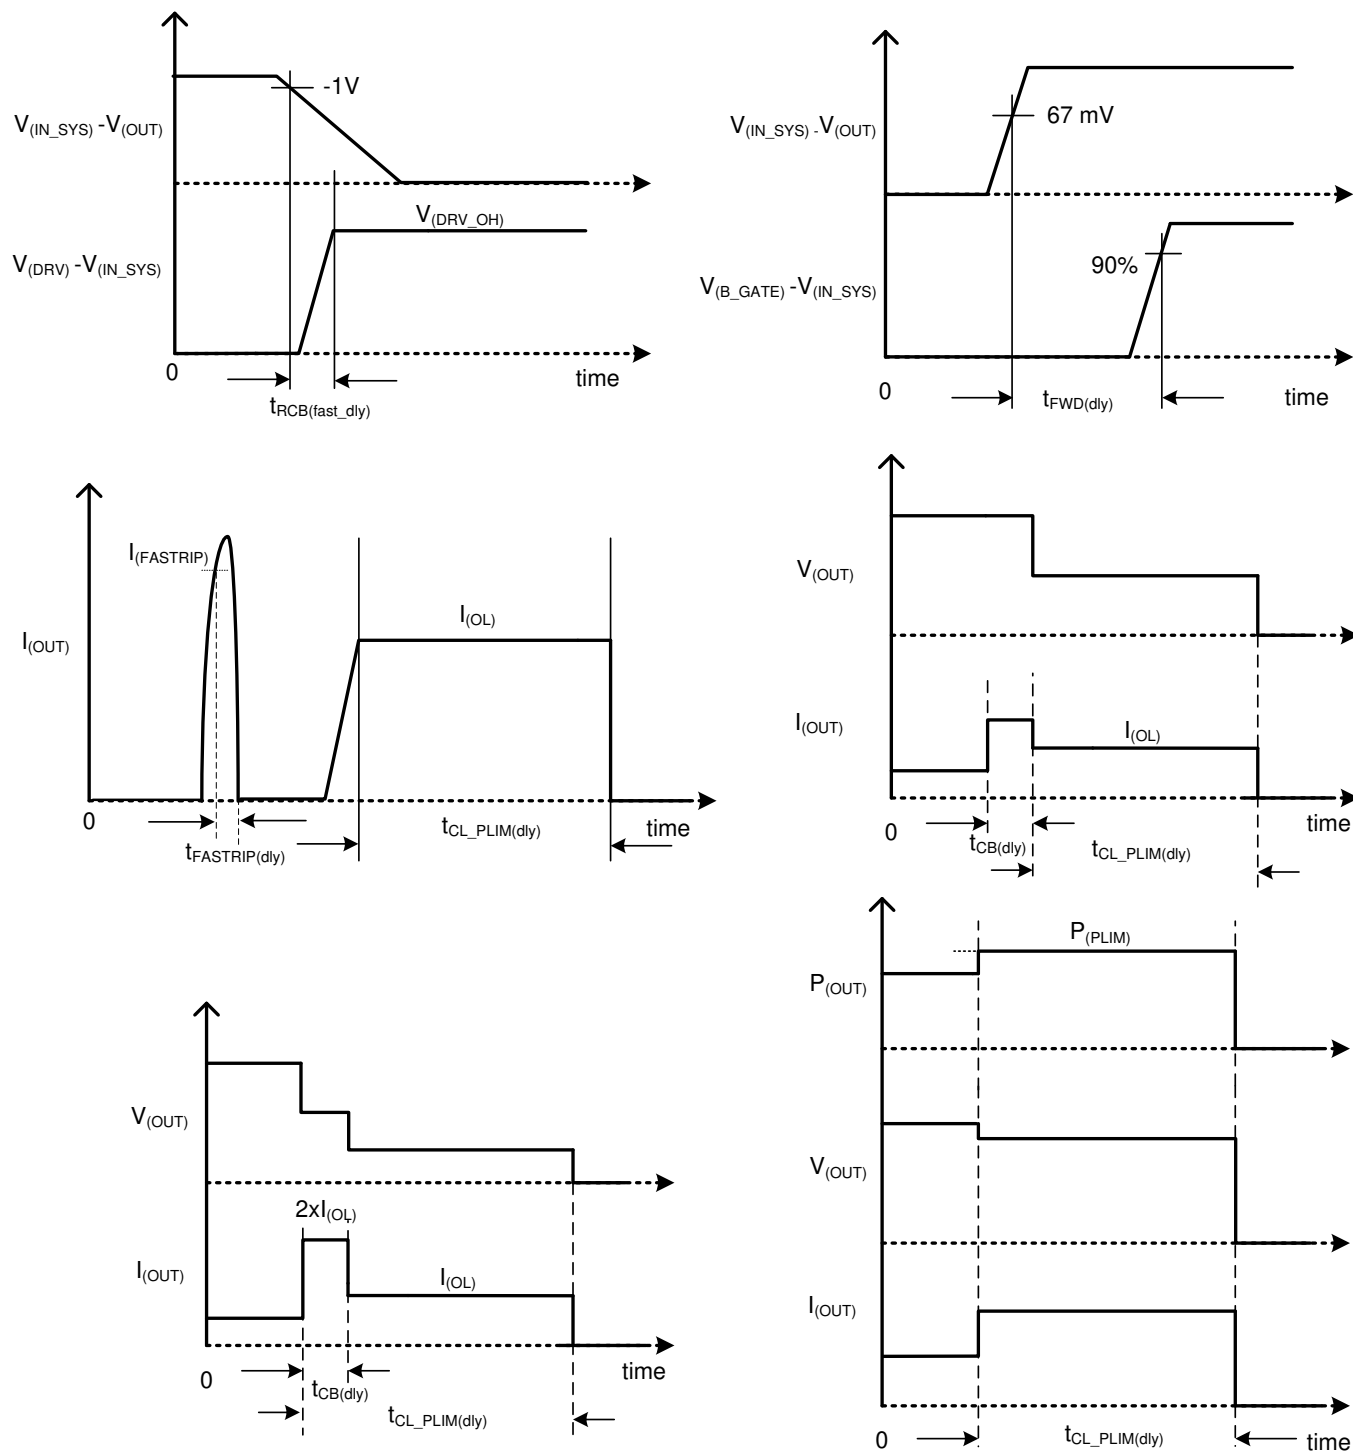 -1V
V(IN_SYS) -V(OUT)
V(DRV_OH)
V(DRV) -V(IN_SYS)
0
time
tRCB(fast_dly)
67 mV
V(IN_SYS) -V(OUT)
90%
V(B_GATE) -V(IN_SYS)
0
tFWD(dly)
time
I(FASTRIP)
I(OL)
I(OUT)
0
tCL_PLIM(dly)
time
tFASTRIP(dly)
V(OUT)
I(OUT)
I(OL)
0
time
tCB(dly)
tCL_PLIM(dly)
V(OUT)
2xI(OL)
I(OUT)
I(OL)
0
time
tCB(dly)
tCL_PLIM(dly)
P(PLIM)
P(OUT)
V(OUT)
I(OUT)
0
tCL_PLIM(dly)
time